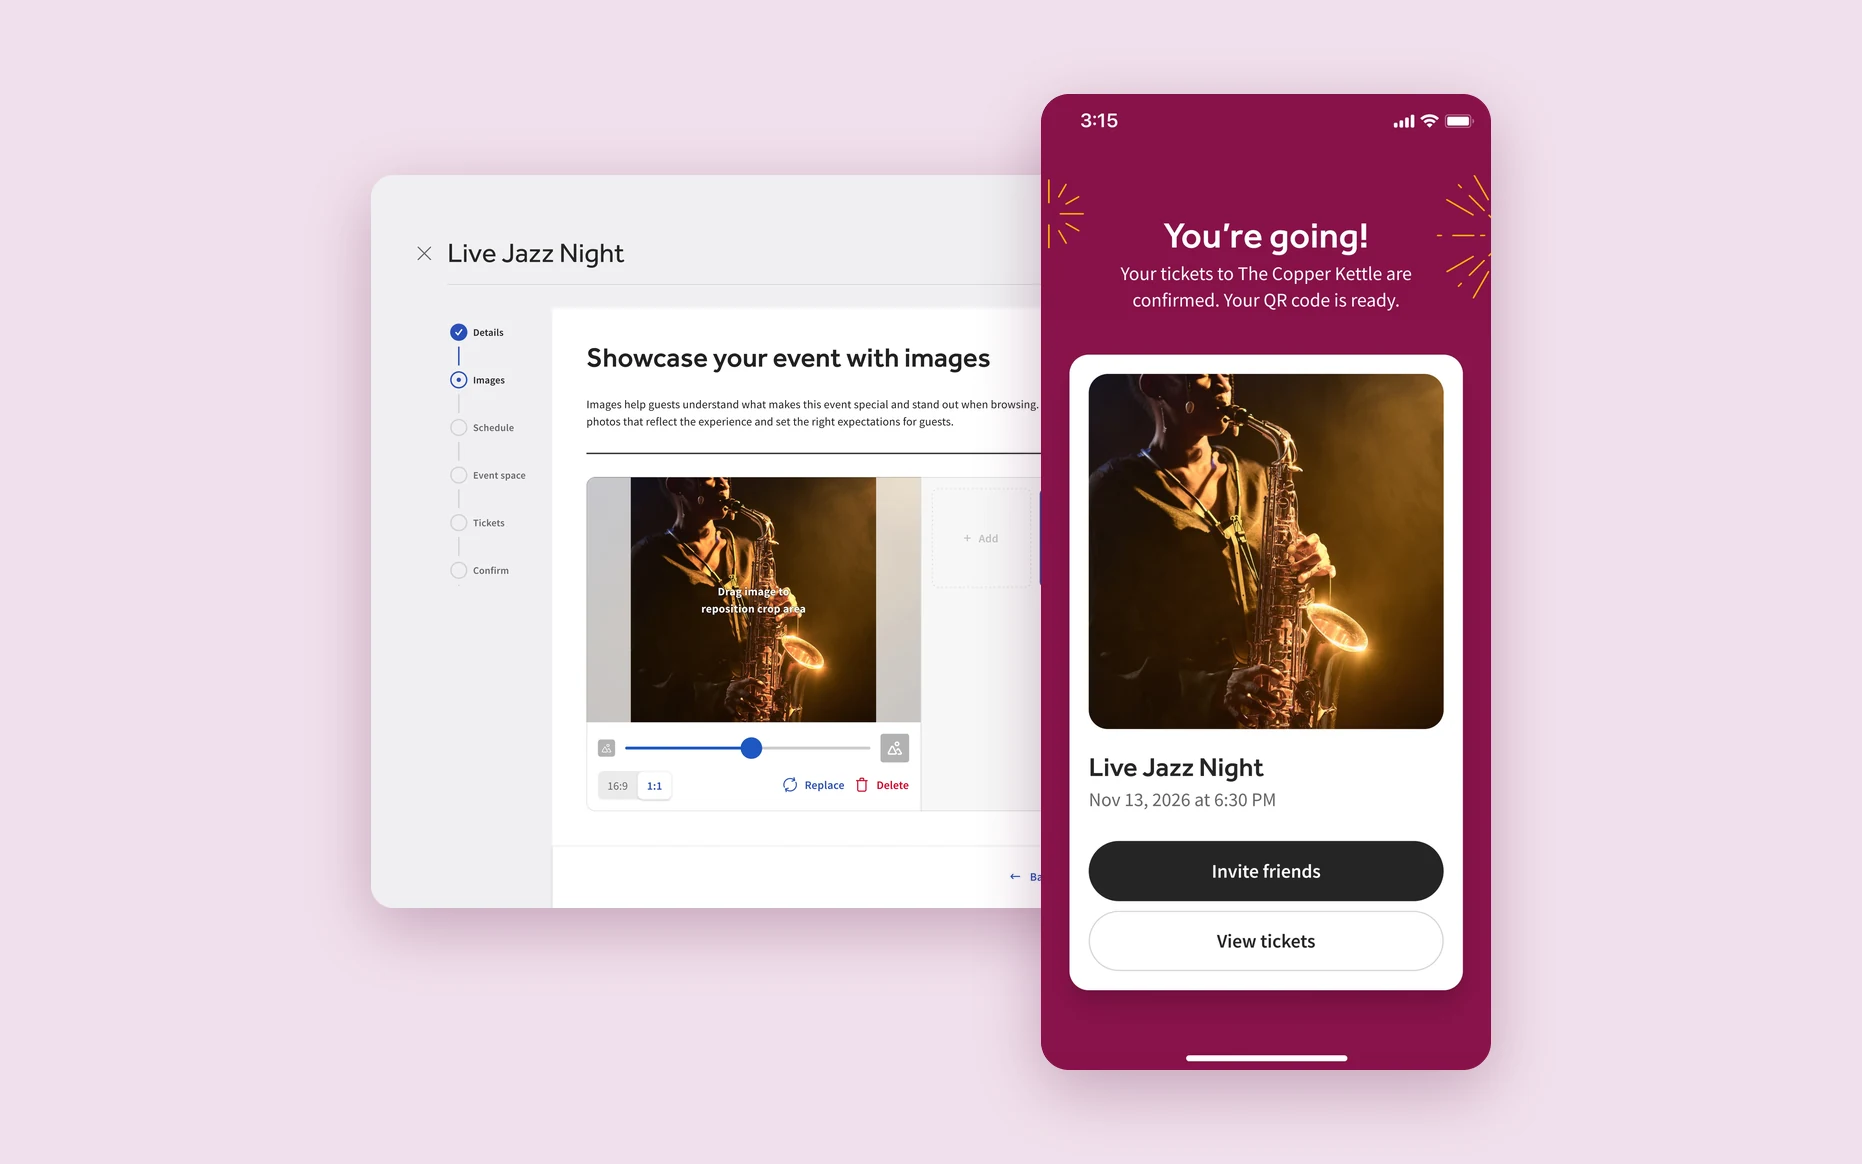 Live Jazz Night
Details
Images
Schedule
Event space
Tickets
Confirm
Showcase your event with images
Images help guests understand what makes this event special and stand out when browsing.
photos that reflect the experience and set the right expectations for guests.
Drag image to
reposition crop area
+ Add
16:9
1:1
Replace
Delete
← Ba
3:15
You're going!
Your tickets to The Copper Kettle are
confirmed. Your QR code is ready.
Live Jazz Night
Nov 13, 2026 at 6:30 PM
Invite friends
View tickets